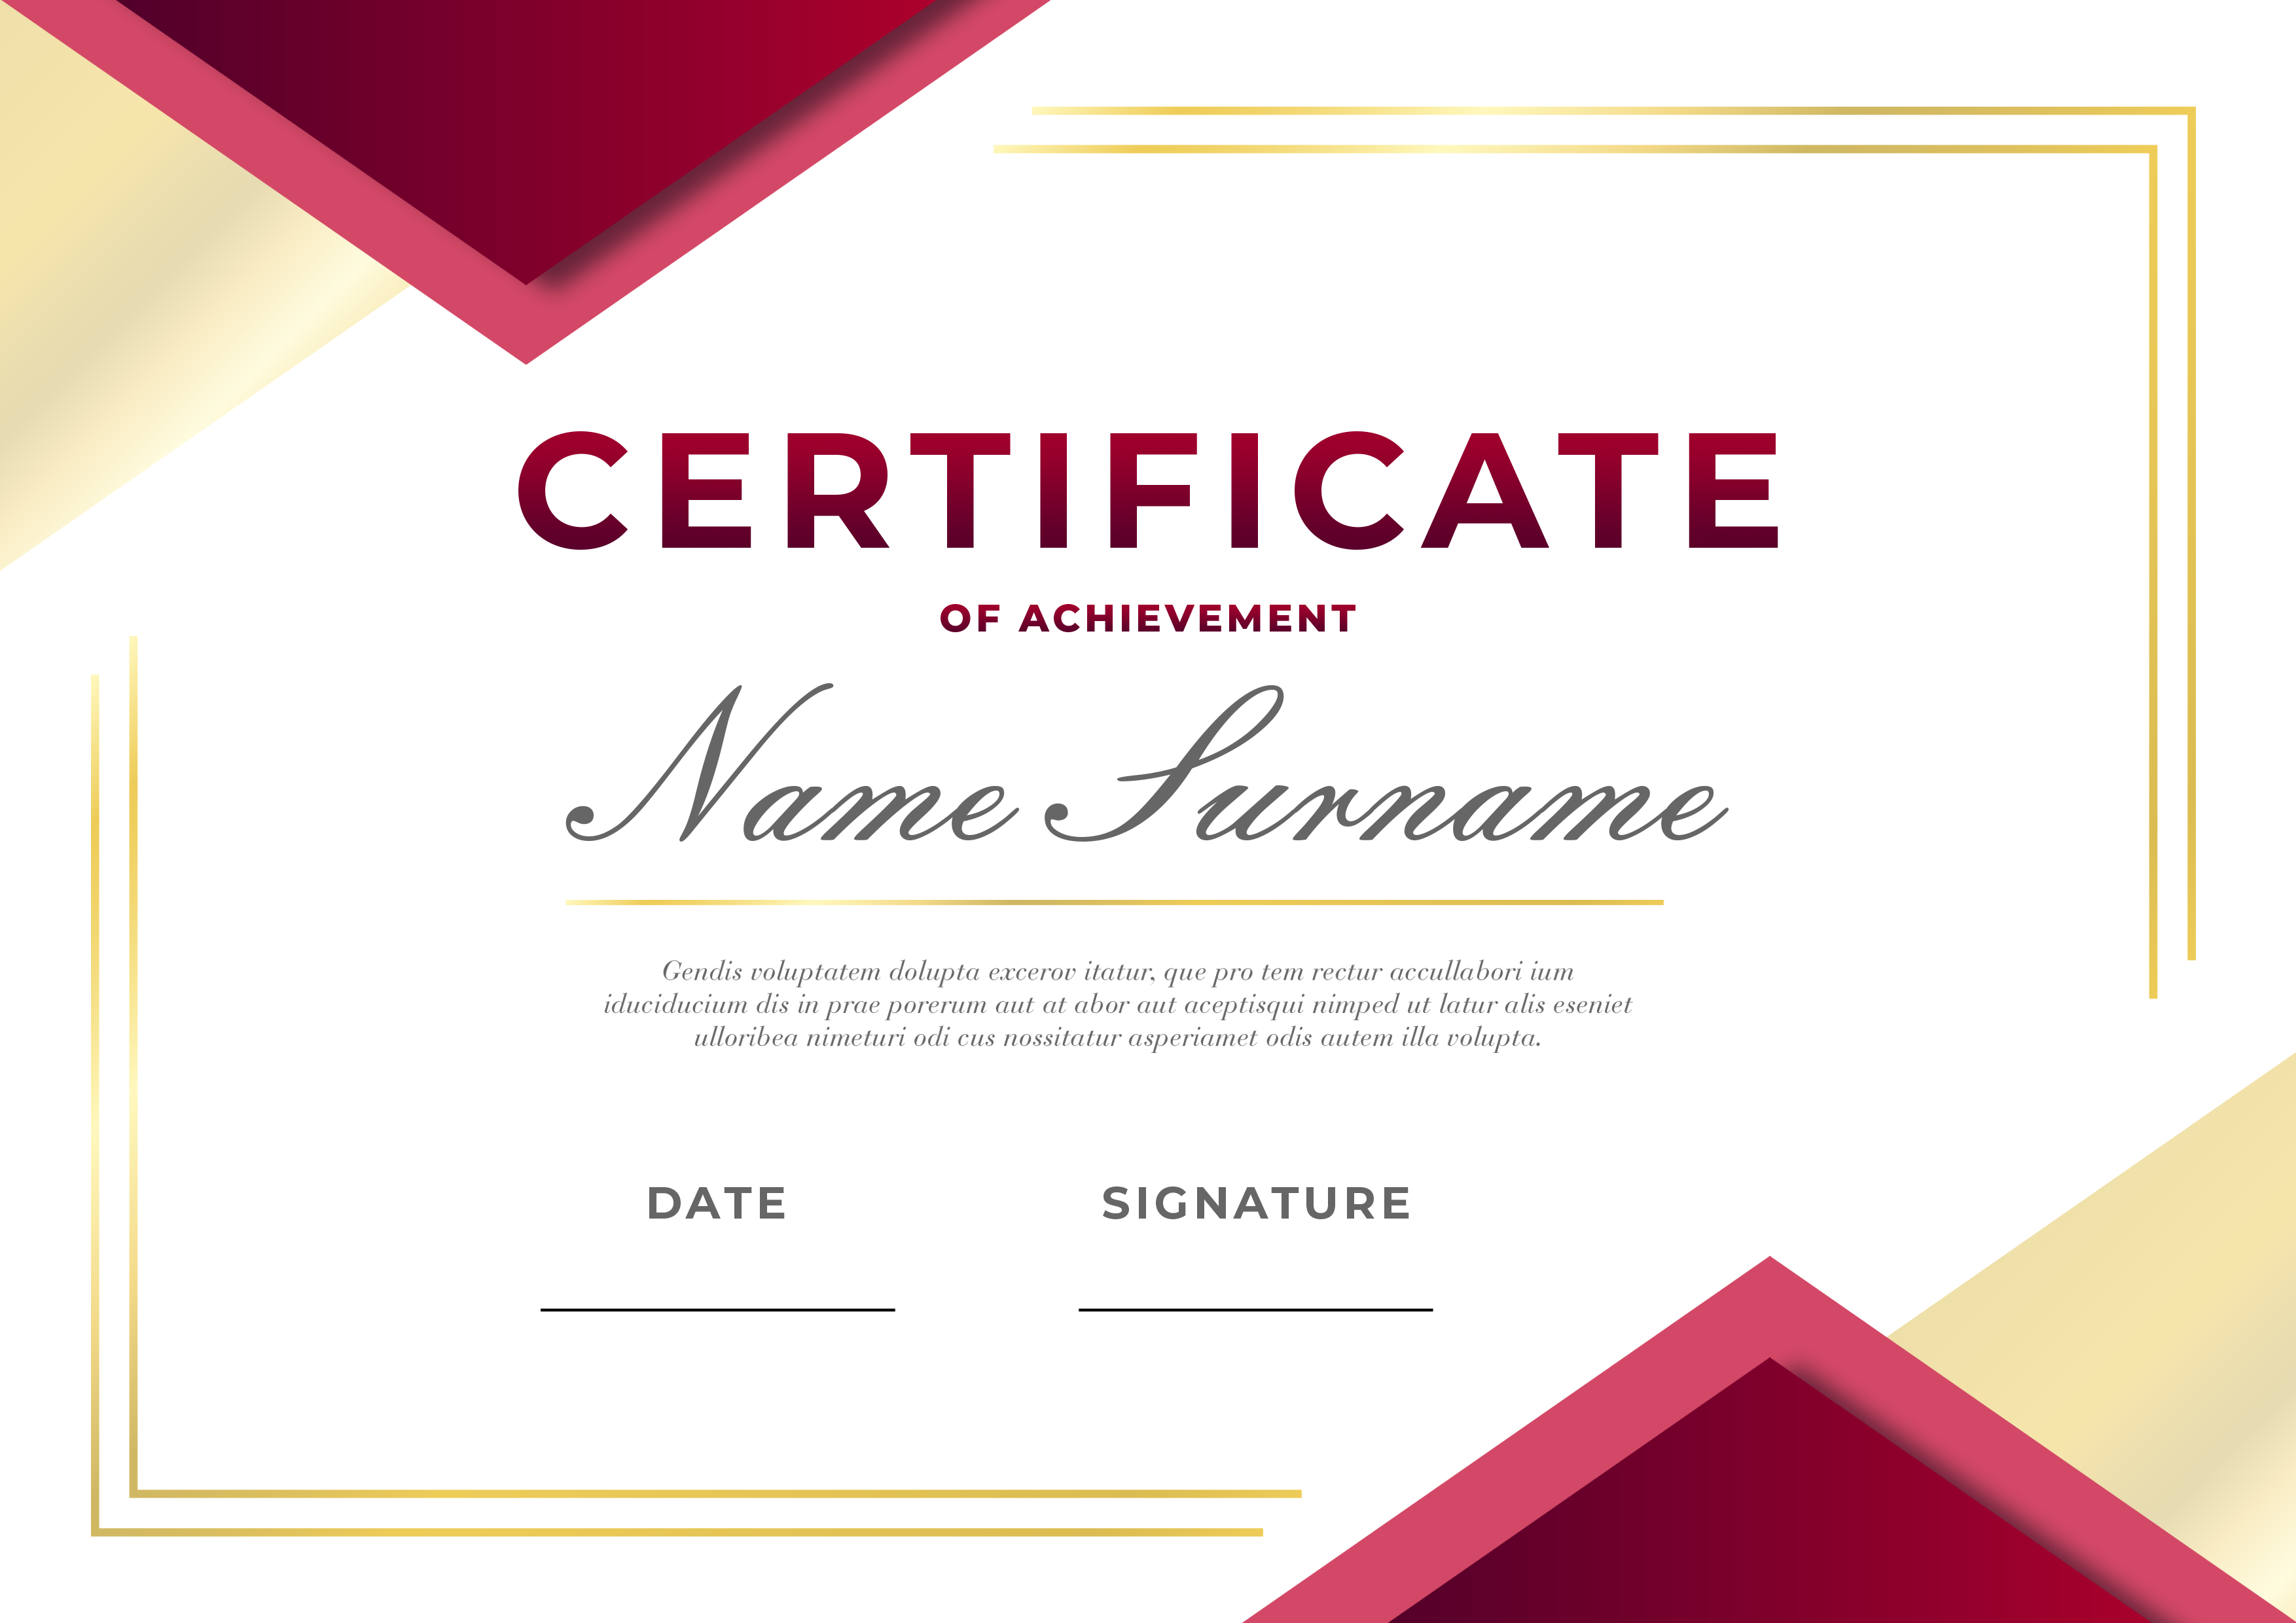 CERTIFICATE
OF ACHIEVEMENT
Name Surname
Gendis voluptatem dolupta excerov itatur, que pro tem rectur accullabori ium
iduciducium dis in prae porerum aut at abor aut aceptisqui nimped ut latur alis eseniet
ulloribea nimeturi odi cus nossitatur asperiamet odis autem illa volupta.
DATE SIGNATURE